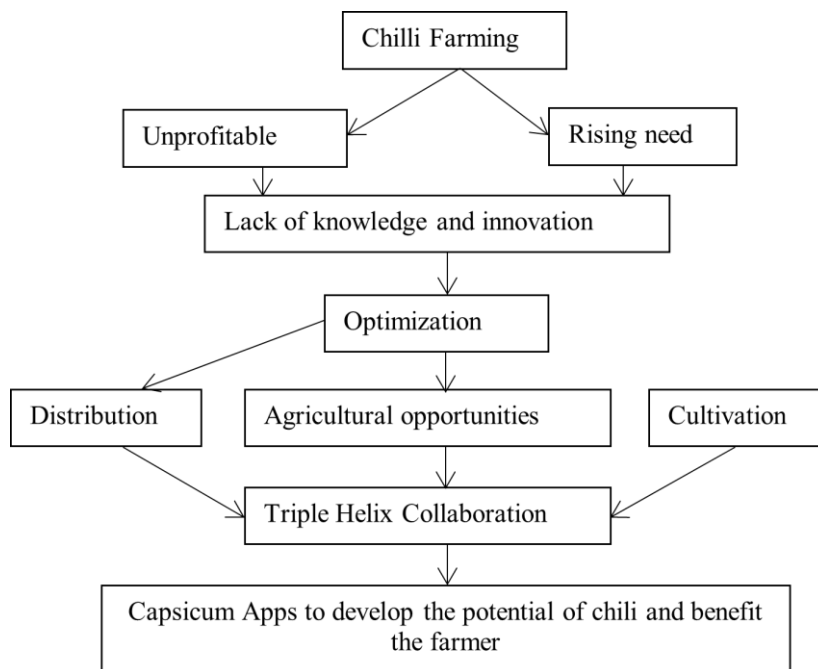 Chilli Farming
Unprofitable
Rising need
Lack of knowledge and innovation
Optimization
Distribution
Agricultural opportunities
Cultivation
Triple Helix Collaboration
Capsicum Apps to develop the potential of chili and benefit
the farmer